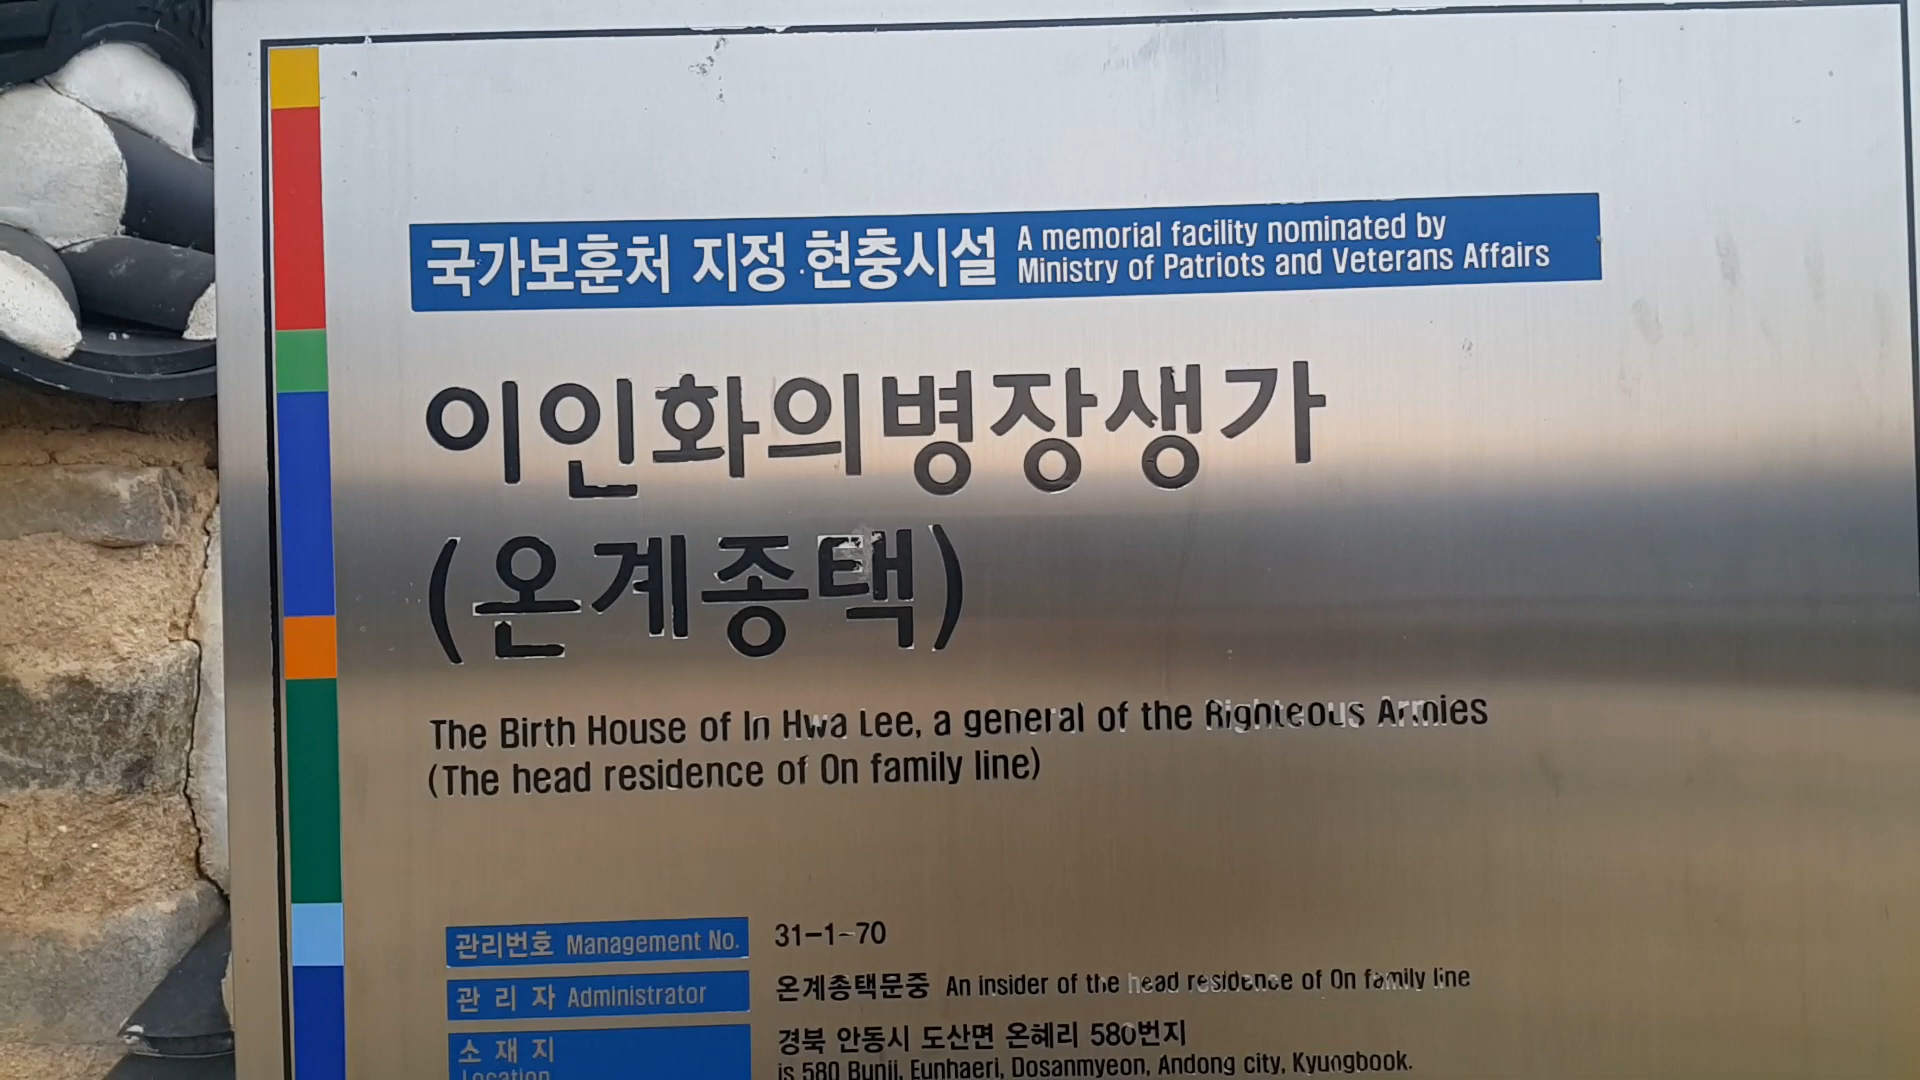 국가보훈처 지정 현충시설 A memorial facility nominated by
Ministry of Patriots and Veterans Affairs
이인화의병장생가
(온계종택)
The Birth House of In Hwa Lee, a general of the Righteous Armies
(The head residence of On family line)
관리번호 Management No. 31-1-70
관 리 자 Administrator 온계종택문중 An insider of the head residence of On family line
소 재 지 경북 안동시 도산면 온혜리 580번지
Location is 580 Bunji, Eunhaeri, Dosanmyeon, Andong city, Kyungbook.